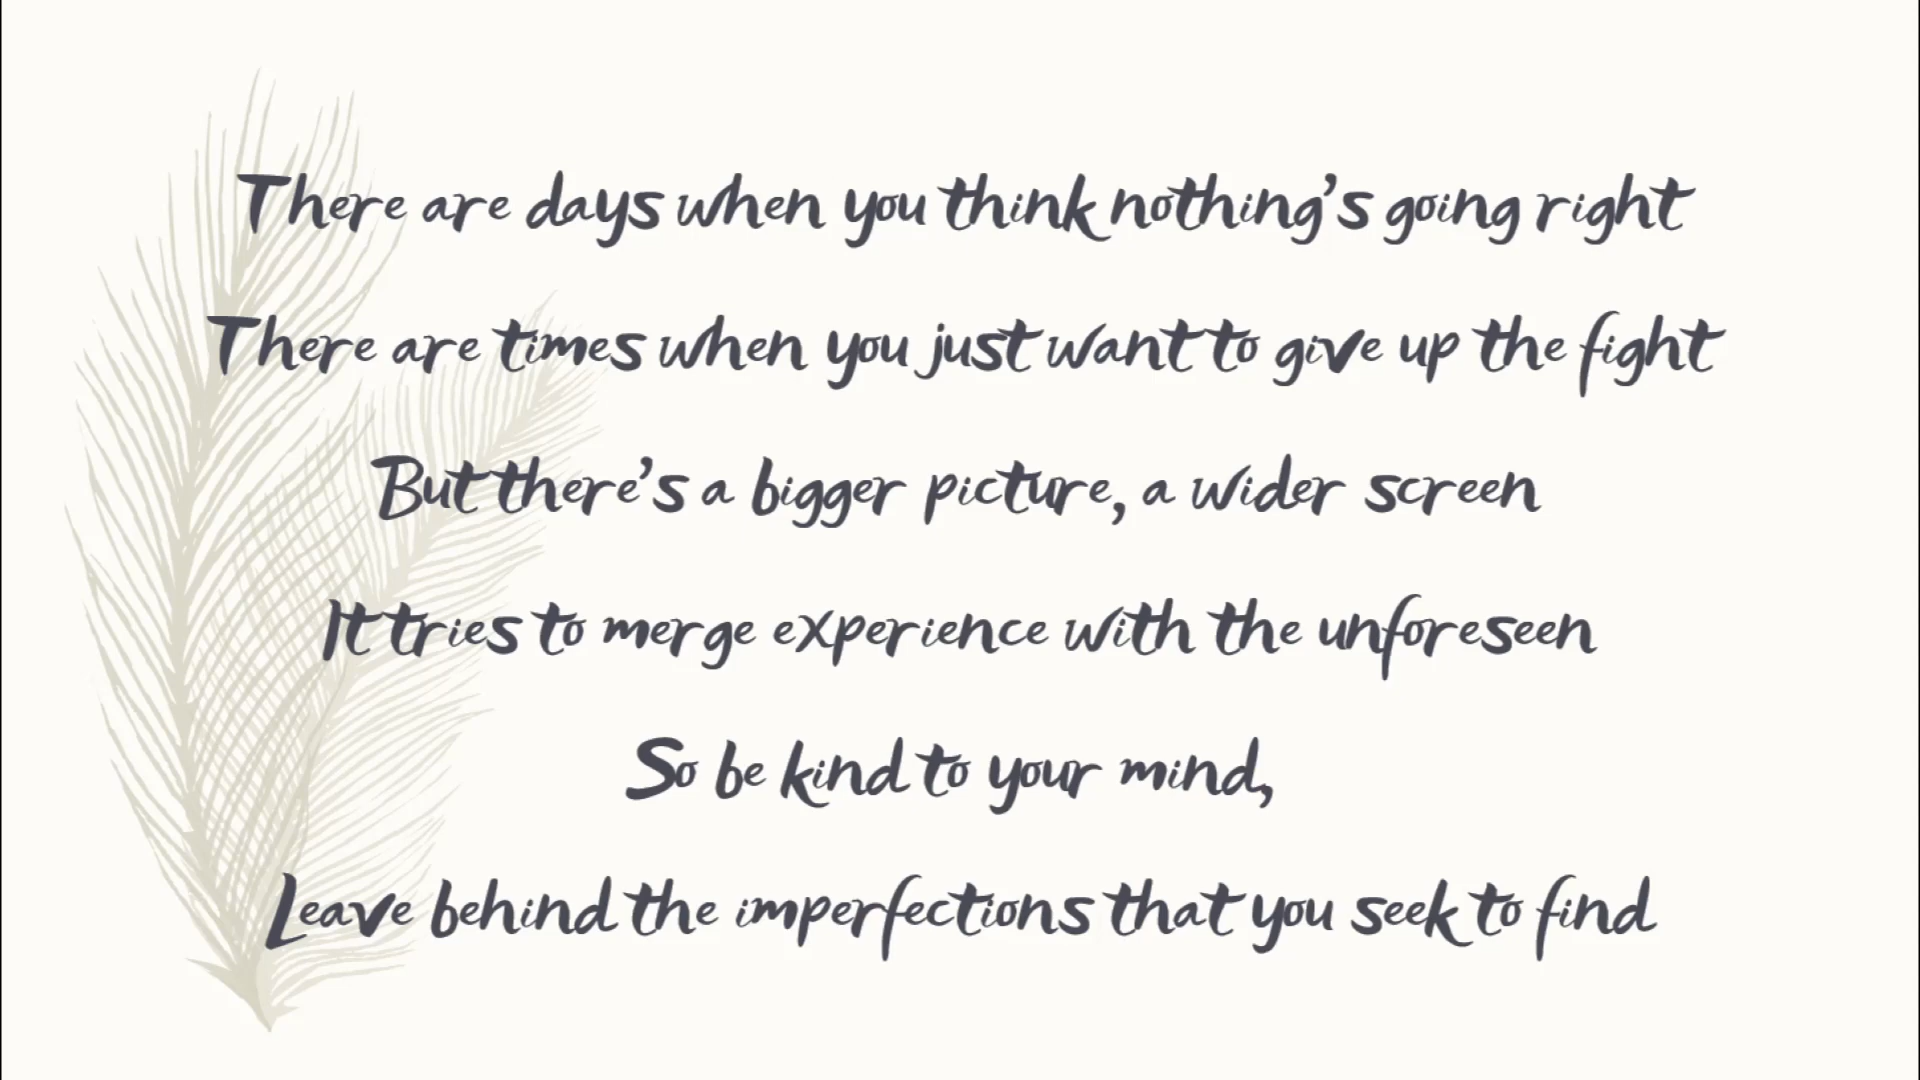 There are days when you think nothing's going right
There are times when you just want to give up the fight
But there's a bigger picture, a wider screen
It tries to merge experience with the unforeseen
So be kind to your mind,
Leave behind the imperfections that you seek to find